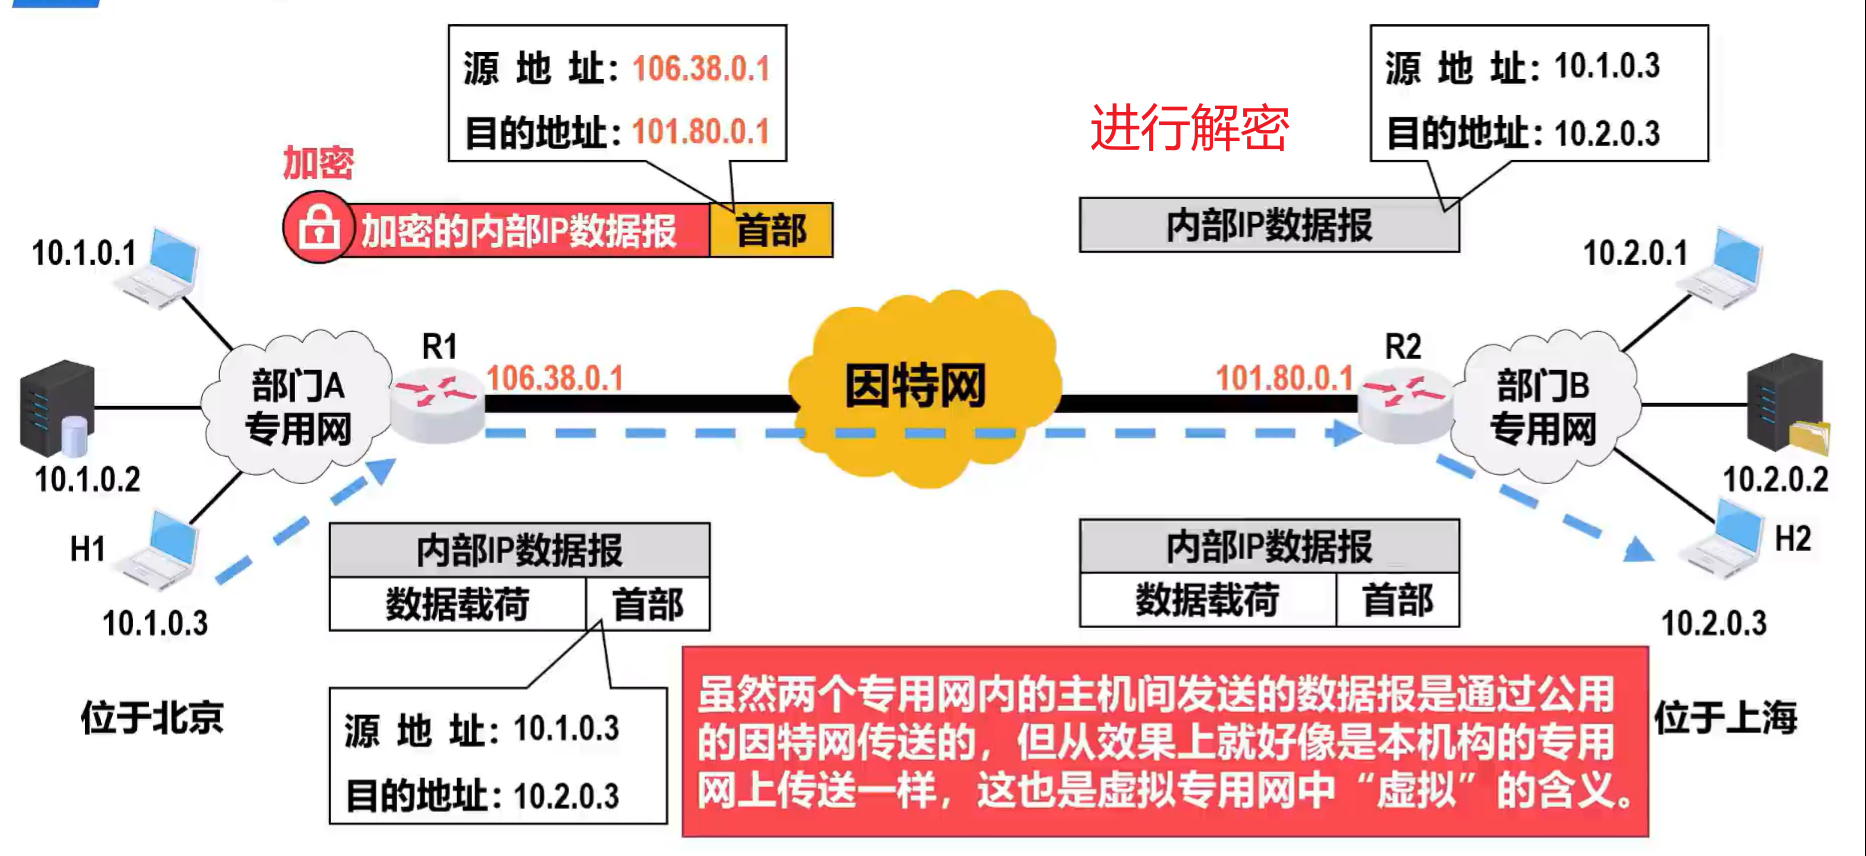 源 地 址：106.38.0.1
目的地址：101.80.0.1
加密
加密的内部IP数据报
首部
进行解密
源 地 址：10.1.0.3
目的地址：10.2.0.3
内部IP数据报
10.1.0.1
10.1.0.2
H1
10.1.0.3
位于北京
部门A
专用网
R1
106.38.0.1
因特网
101.80.0.1
R2
部门B
专用网
10.2.0.1
10.2.0.2
H2
10.2.0.3
位于上海
内部IP数据报
数据载荷
首部
源 地 址：10.1.0.3
目的地址：10.2.0.3
内部IP数据报
数据载荷
首部
虽然两个专用网内的主机间发送的数据报是通过公用
的因特网传送的，但从效果上就好像是本机构的专用
网上传送一样，这也是虚拟专用网中“虚拟”的含义。